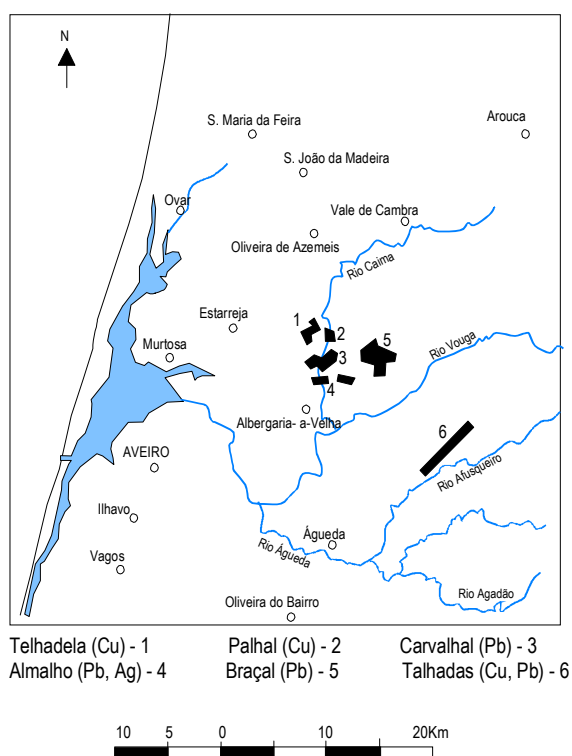 N
S. Maria da Feira
Arouca
S. João da Madeira
Ovar
Vale de Cambra
Oliveira de Azemeis
Rio Caima
Estarreja
1
2
5
Rio Vouga
Murtosa
3
4
Albergaria- a-Velha
6
AVEIRO
Rio Afusqueiro
Ilhavo
Águeda
Rio Águeda
Vagos
Rio Agadão
Oliveira do Bairro
Telhadela (Cu) - 1 Palhal (Cu) - 2 Carvalhal (Pb) - 3
Almalho (Pb, Ag) - 4 Braçal (Pb) - 5 Talhadas (Cu, Pb) - 6
10 5 0 10 20Km